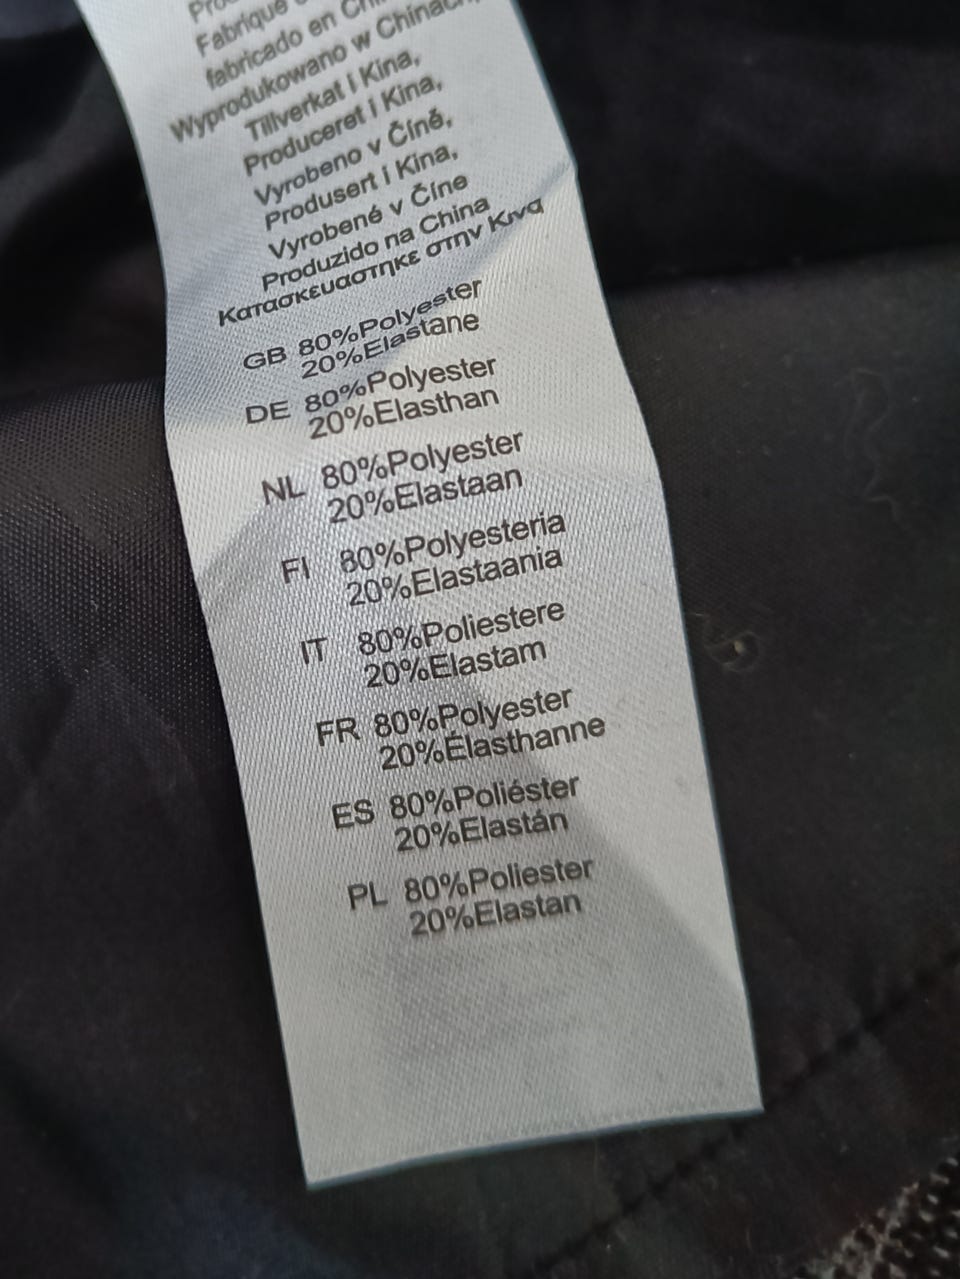 Fabriqué
fabricado en
Wyprodukowano w Chinach,
Tillverkat i Kina,
Produceret i Kina,
Vyrobeno v Číně,
Produsert i Kina,
Vyrobené v Číne
Produzido na China
Κατασκευαστηκε στην Κινα
GB 80%Polyester
20%Elastane
DE 80%Polyester
20%Elasthan
NL 80%Polyester
20%Elastaan
FI 80%Polyesteria
20%Elastaania
IT 80%Poliestere
20%Elastam
FR 80%Polyester
20%Élasthanne
ES 80%Poliéster
20%Elastán
PL 80%Poliester
20%Elastan